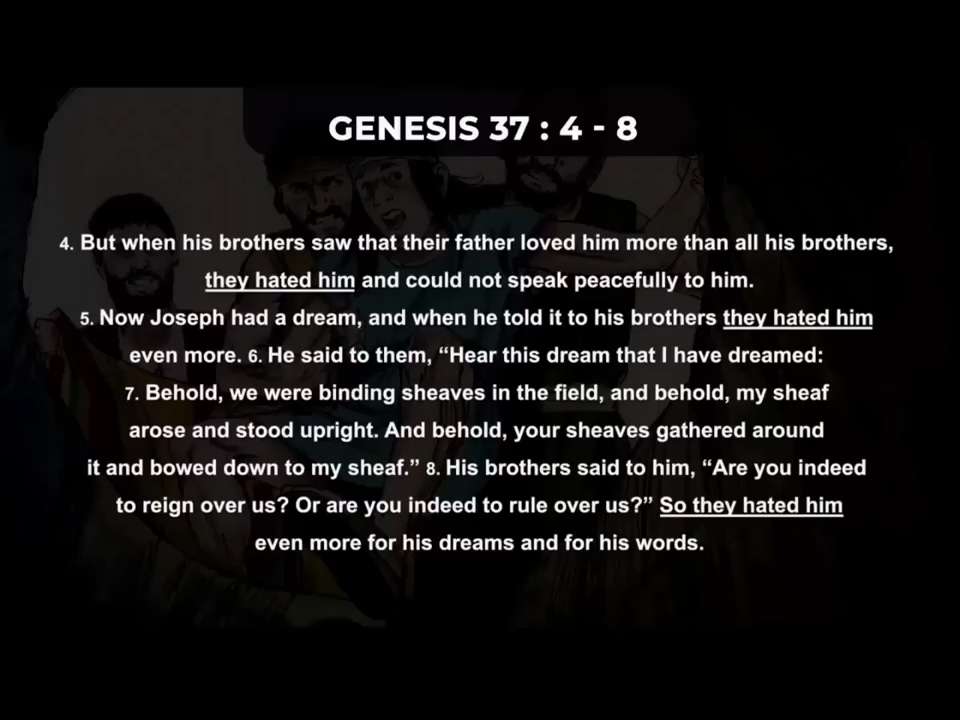 GENESIS 37 : 4 - 8
4. But when his brothers saw that their father loved him more than all his brothers,
they hated him and could not speak peacefully to him.
5. Now Joseph had a dream, and when he told it to his brothers they hated him
even more. 6. He said to them, “Hear this dream that I have dreamed:
7. Behold, we were binding sheaves in the field, and behold, my sheaf
arose and stood upright. And behold, your sheaves gathered around
it and bowed down to my sheaf.” 8. His brothers said to him, “Are you indeed
to reign over us? Or are you indeed to rule over us?” So they hated him
even more for his dreams and for his words.